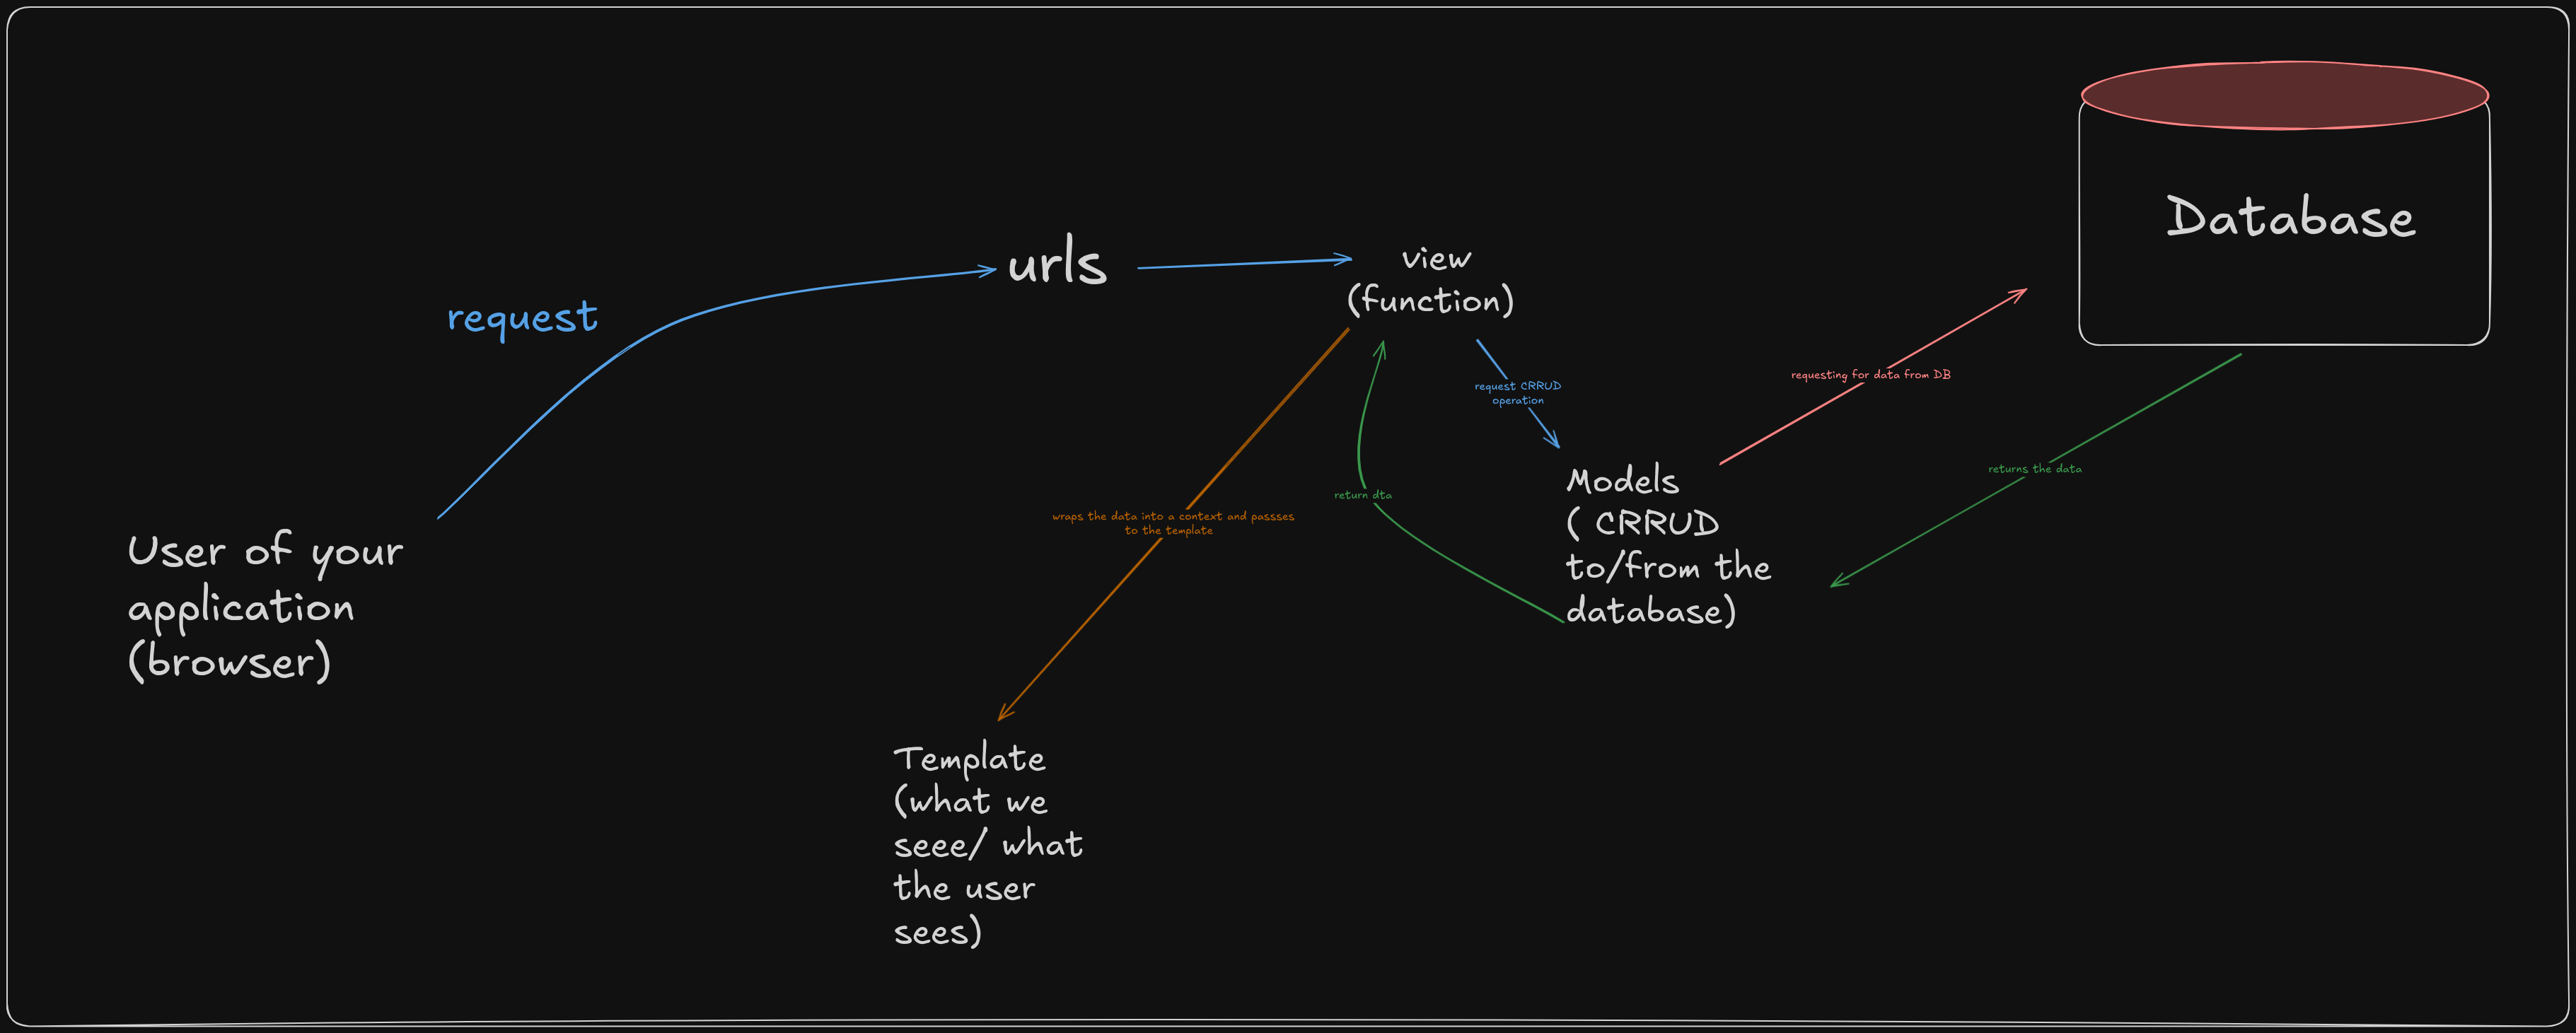 Database
urls
view
(function)
request
requesting for data from DB
request CRRUD
operation
returns the data
Models
( CRRUD
to/from the
database)
return dta
wraps the data into a context and passses
to the template
User of your
application
(browser)
Template
(what we
seee/ what
the user
sees)